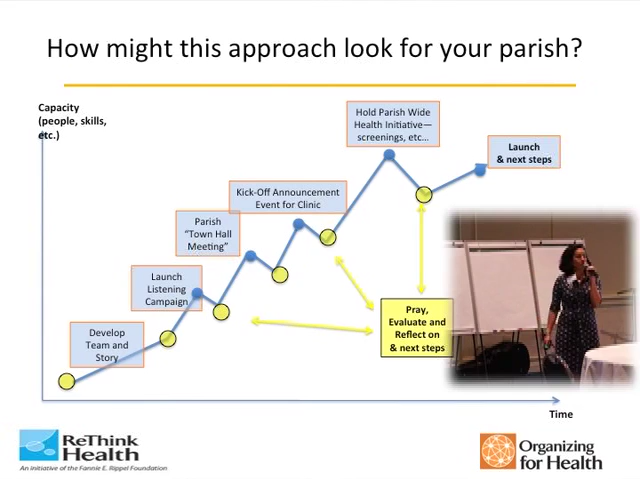 How might this approach look for your parish?
Capacity
(people, skills,
etc.)
Hold Parish Wide
Health Initiative—
screenings, etc...
Launch
& next steps
Kick-Off Announcement
Event for Clinic
Parish
“Town Hall
Meeting”
Launch
Listening
Campaign
Develop
Team and
Story
Pray,
Evaluate and
Reflect on
& next steps
Time
ReThink
Health
An Initiative of the Fannie E. Rippel Foundation
Organizing
for Health